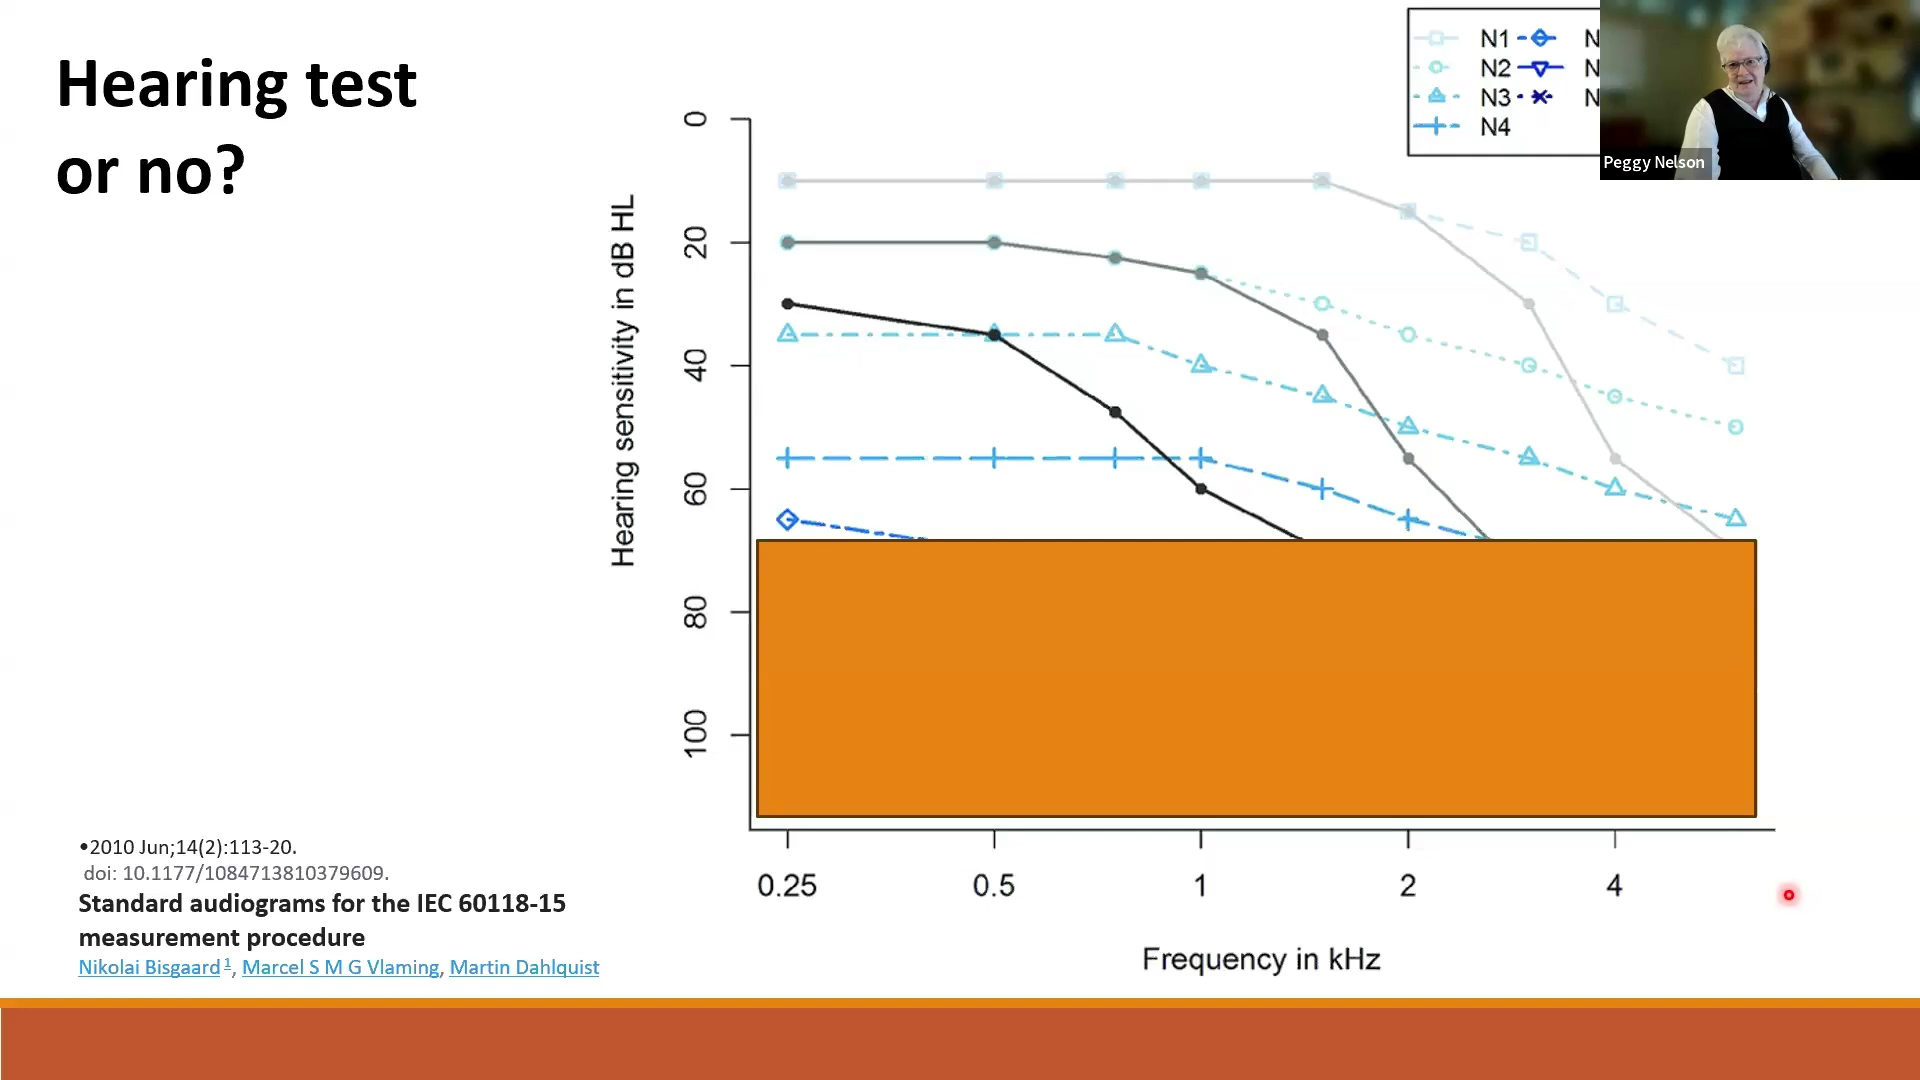 Hearing test
or no?
N1
N
N2
N
N3
N
N4
Peggy Nelson
Hearing sensitivity in dB HL
0
20
40
60
80
100
0.25
0.5
1
2
4
Frequency in kHz
•2010 Jun;14(2):113-20.
doi: 10.1177/1084713810379609.
Standard audiograms for the IEC 60118-15
measurement procedure
Nikolai Bisgaard 1, Marcel S M G Vlaming, Martin Dahlquist